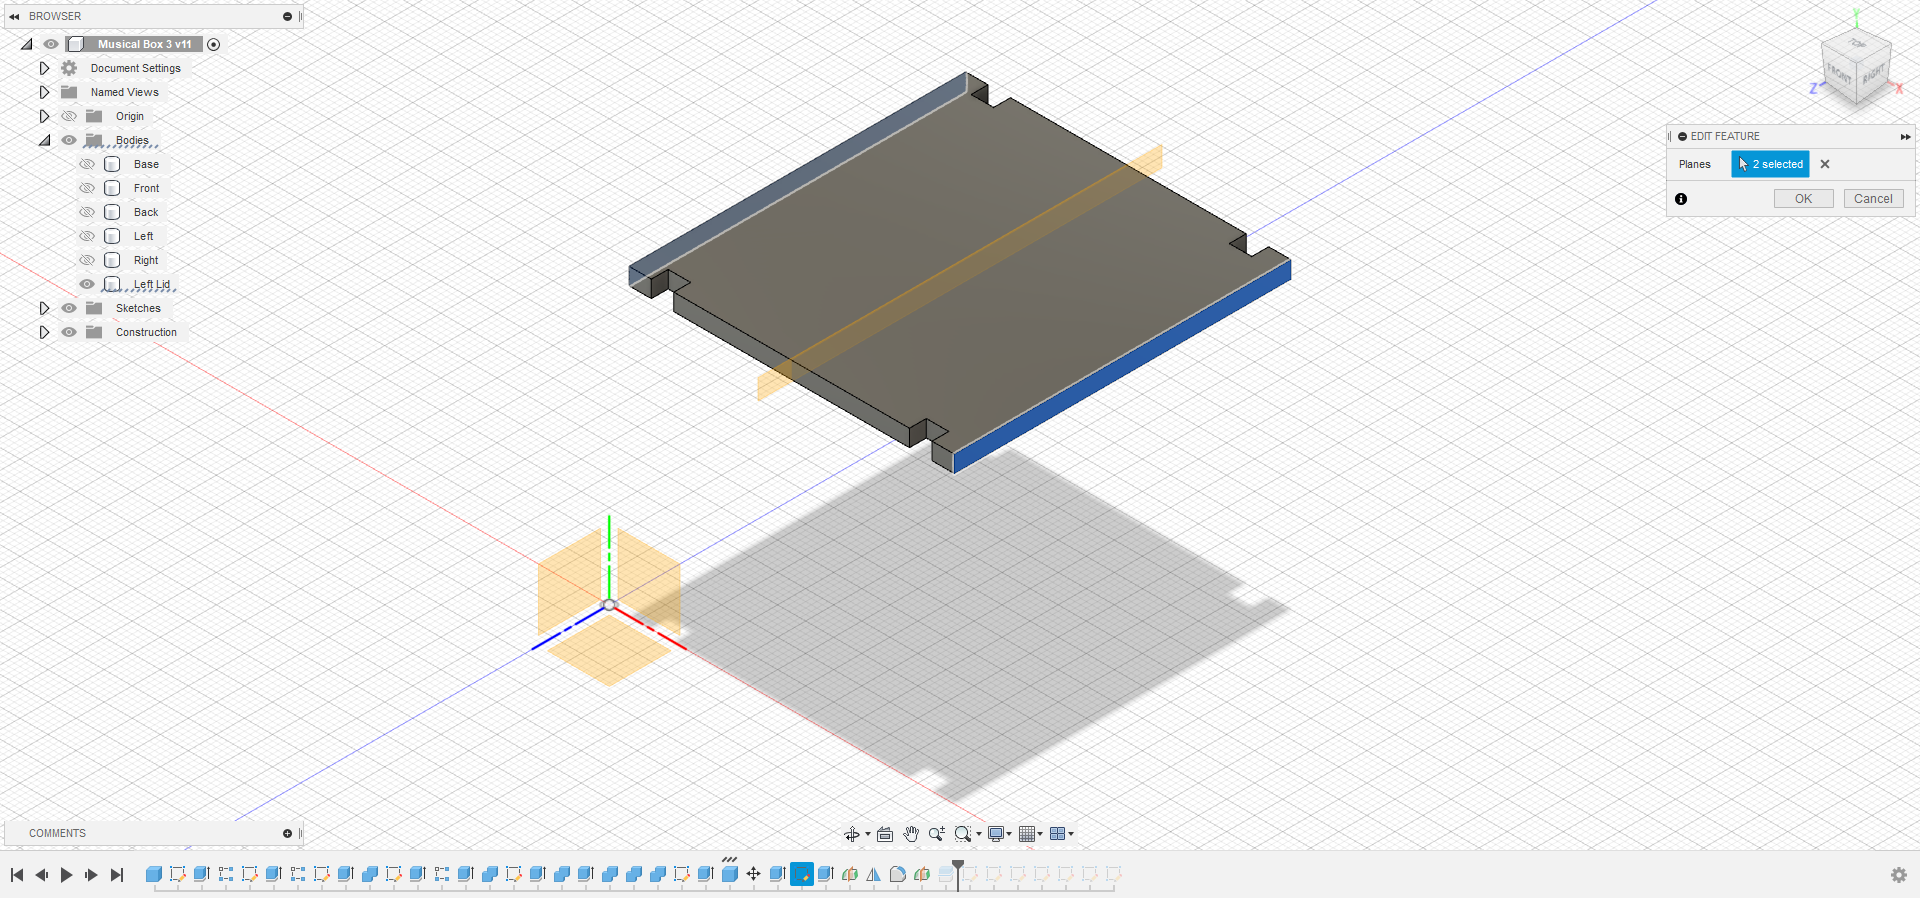 BROWSER
Musical Box 3 v11
Document Settings
Named Views
Origin
Bodies
Base
Front
Back
Left
Right
Left Lid
Sketches
Construction
Y
TOP
FRONT
RIGHT
Z
X
EDIT FEATURE
Planes
2 selected
OK
Cancel
COMMENTS